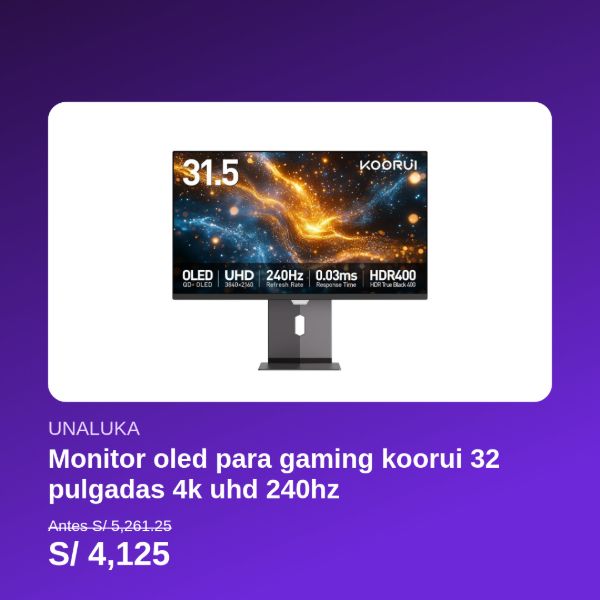 31.5
KOORUI
OLED UHD 240Hz 0.03ms HDR400
QD- OLED 3840×2160 Refresh Rate Response Time HDR True Black 400
UNALUKA
Monitor oled para gaming koorui 32
pulgadas 4k uhd 240hz
Antes S/ 5,261.25
S/ 4,125